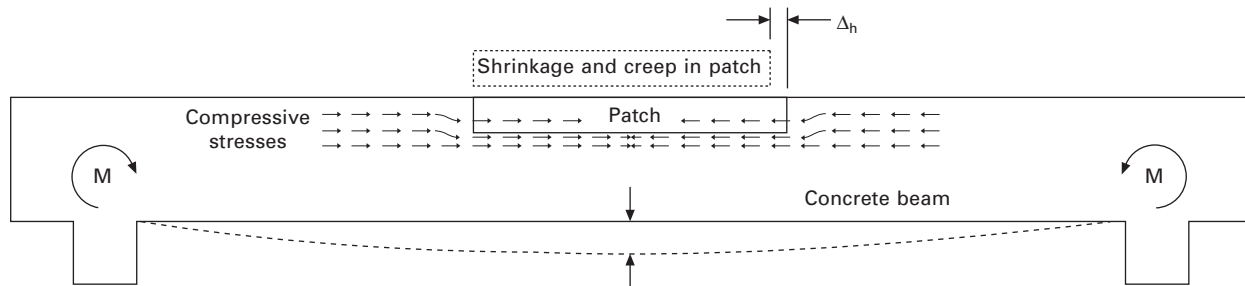 Δh
Shrinkage and creep in patch
Compressive
stresses
Patch
M
M
Concrete beam